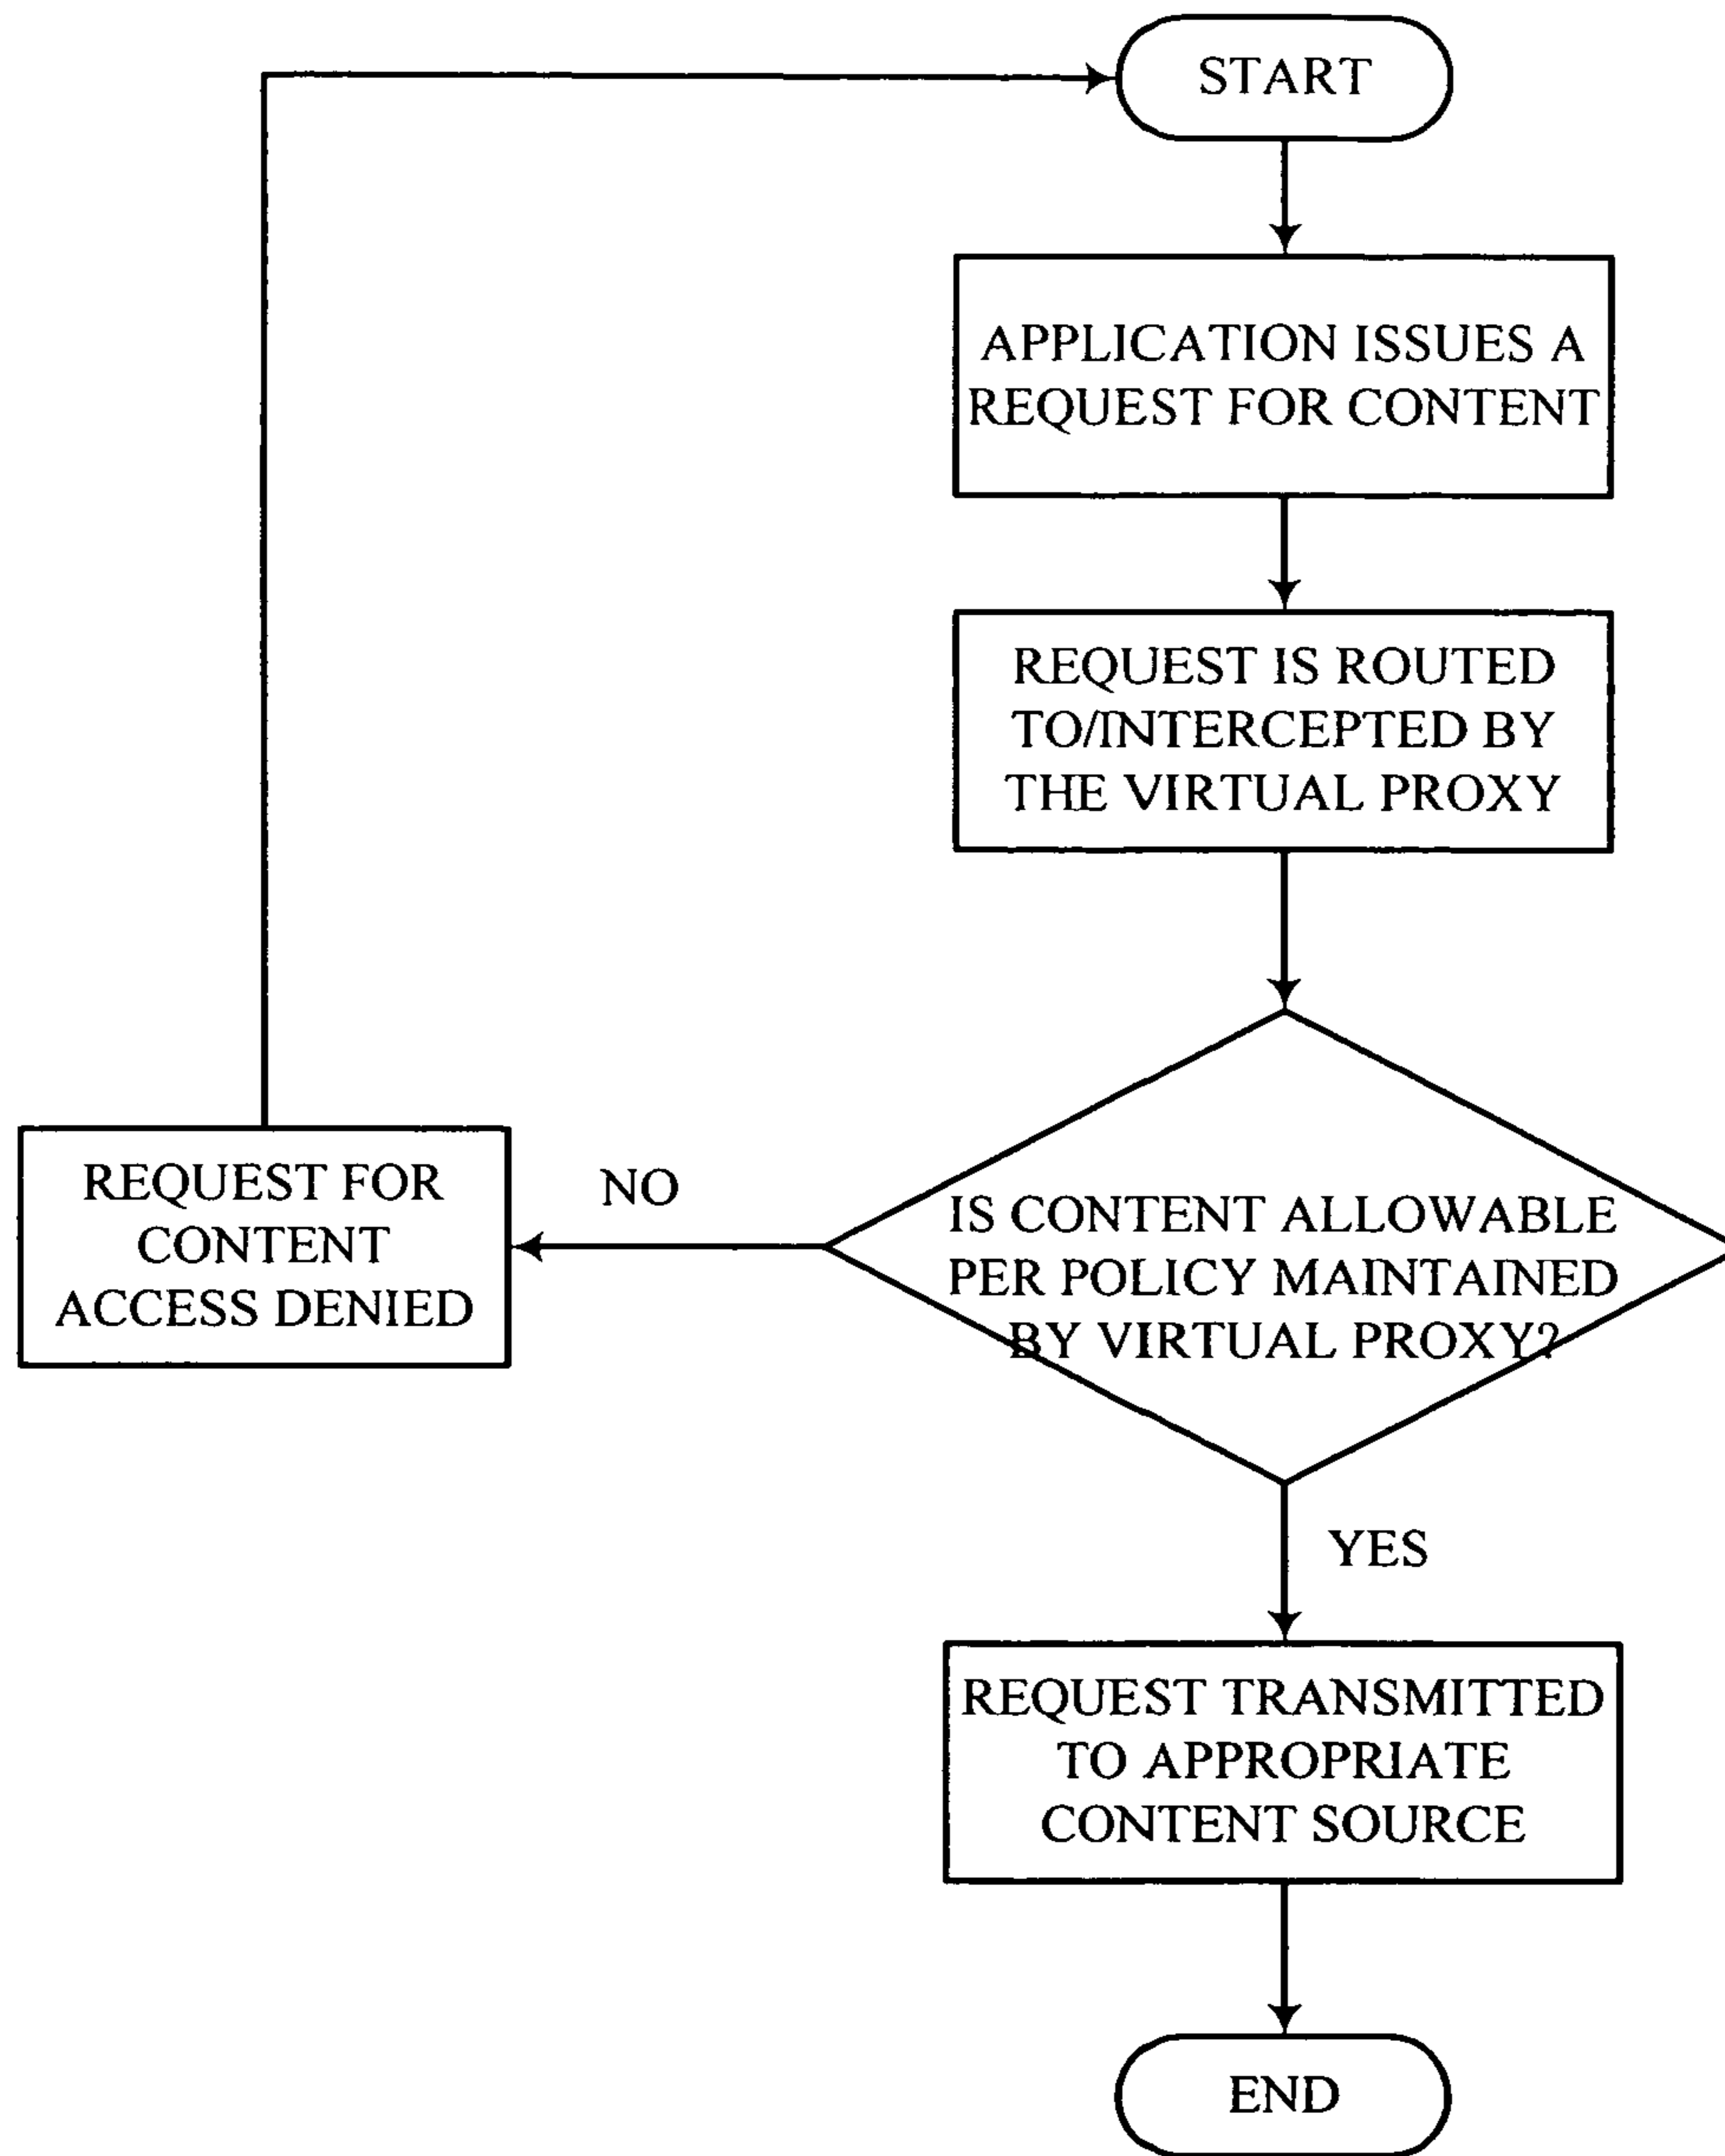 START
APPLICATION ISSUES A
REQUEST FOR CONTENT
REQUEST IS ROUTED
TO/INTERCEPTED BY
THE VIRTUAL PROXY
IS CONTENT ALLOWABLE
PER POLICY MAINTAINED
BY VIRTUAL PROXY?
NO
REQUEST FOR
CONTENT
ACCESS DENIED
YES
REQUEST TRANSMITTED
TO APPROPRIATE
CONTENT SOURCE
END